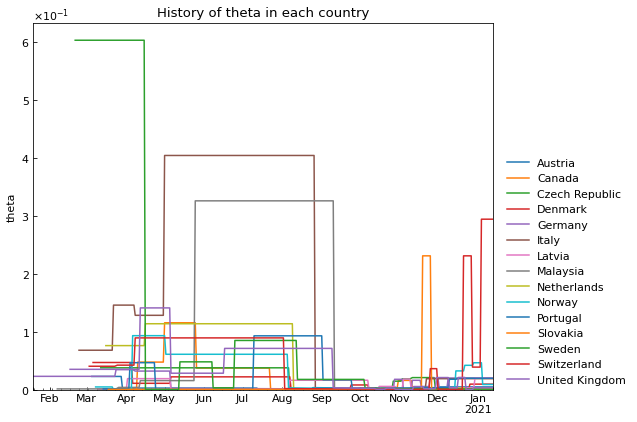 History of theta in each country
×10⁻¹
6
5
4
3
2
1
0
theta
Feb Mar Apr May Jun Jul Aug Sep Oct Nov Dec Jan
2021
Austria
Canada
Czech Republic
Denmark
Germany
Italy
Latvia
Malaysia
Netherlands
Norway
Portugal
Slovakia
Sweden
Switzerland
United Kingdom